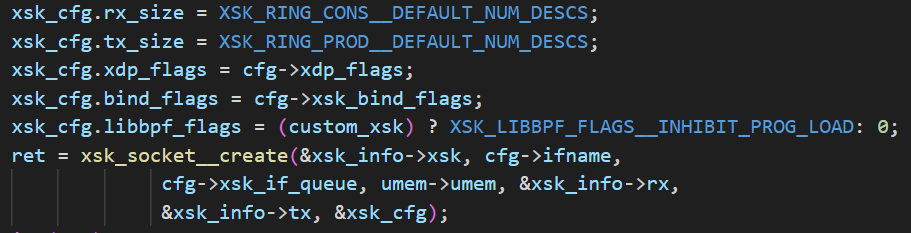 xsk_cfg.rx_size = XSK_RING_CONS__DEFAULT_NUM_DESCS;
xsk_cfg.tx_size = XSK_RING_PROD__DEFAULT_NUM_DESCS;
xsk_cfg.xdp_flags = cfg->xdp_flags;
xsk_cfg.bind_flags = cfg->xsk_bind_flags;
xsk_cfg.libbpf_flags = (custom_xsk) ? XSK_LIBBPF_FLAGS__INHIBIT_PROG_LOAD: 0;
ret = xsk_socket__create(&xsk_info->xsk, cfg->ifname,
cfg->xsk_if_queue, umem->umem, &xsk_info->rx,
&xsk_info->tx, &xsk_cfg);